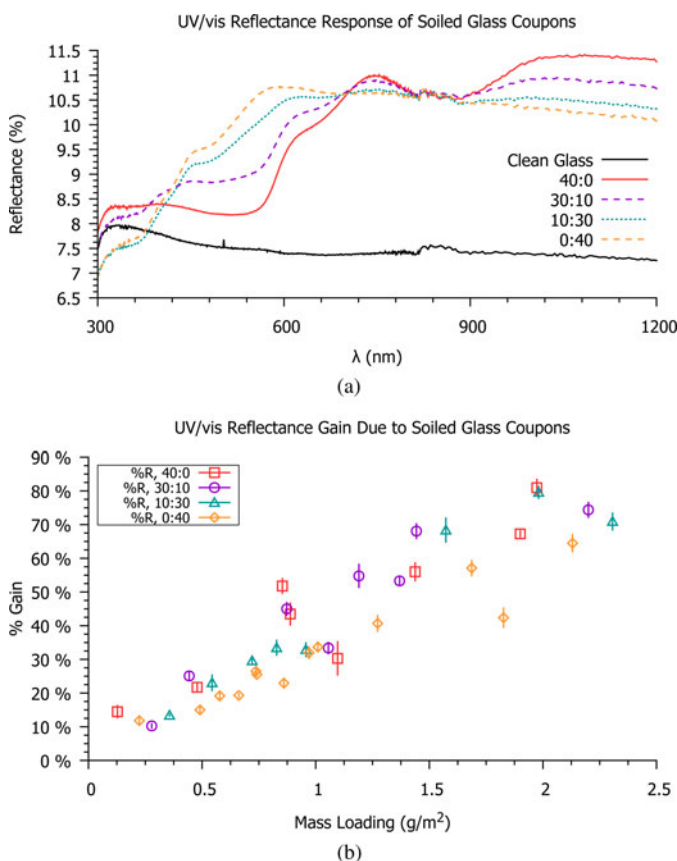 UV/vis Reflectance Response of Soiled Glass Coupons
11.5
11
10.5
10
9.5
9
8.5
8
7.5
7
6.5
Reflectance (%)
Clean Glass
40:0
30:10
10:30
0:40
300
600
900
1200
λ (nm)
(a)
UV/vis Reflectance Gain Due to Soiled Glass Coupons
90 %
80 %
70 %
60 %
50 %
40 %
30 %
20 %
10 %
0 %
% Gain
%R, 40:0
%R, 30:10
%R, 10:30
%R, 0:40
0
0.5
1
1.5
2
2.5
Mass Loading (g/m²)
(b)